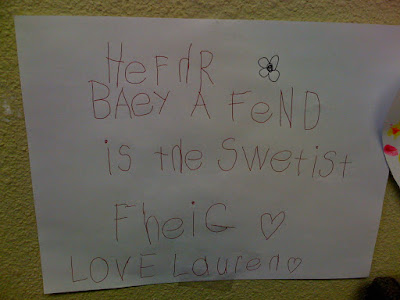 HeFdR
BAEY A FeND
is the Swetist
FheiG
LOVE Lauren